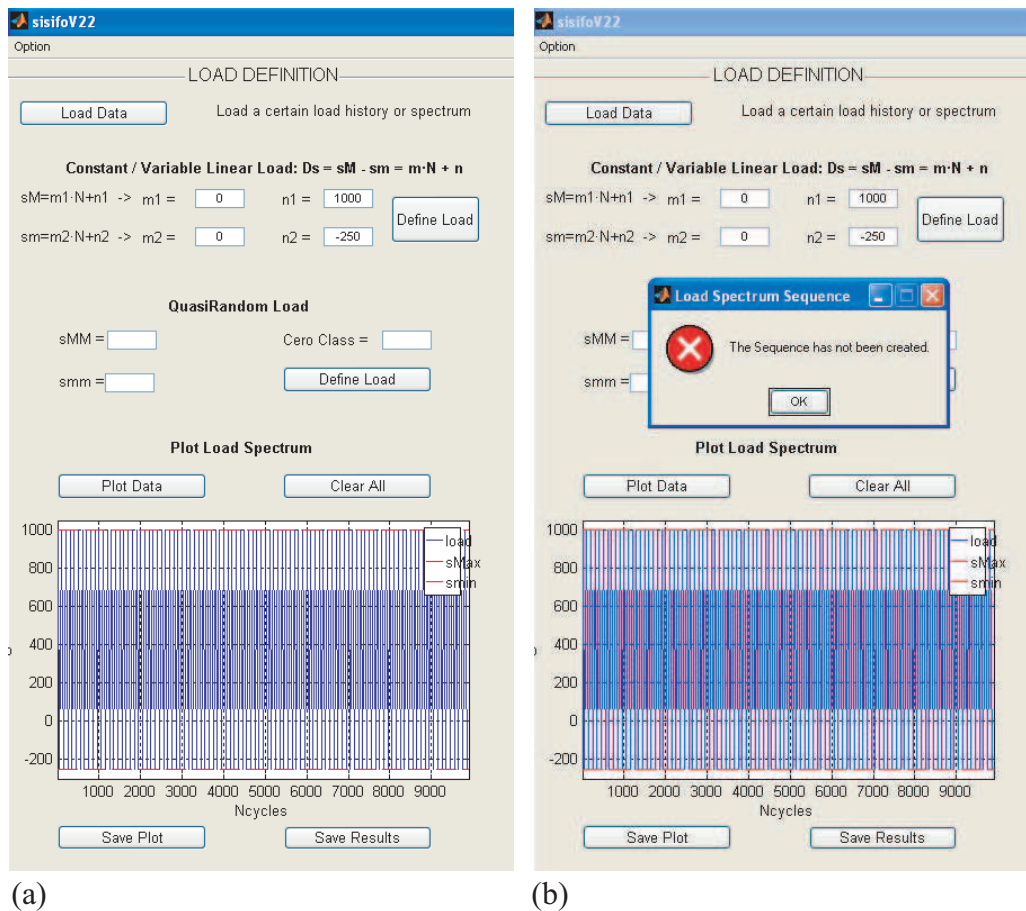 sisifoV22
Option
LOAD DEFINITION
Load Data Load a certain load history or spectrum
Constant / Variable Linear Load: Ds = sM - sm = m·N + n
sM=m1·N+n1 -> m1 = 0 n1 = 1000
Define Load
sm=m2·N+n2 -> m2 = 0 n2 = -250
QuasiRandom Load
sMM = Cero Class =
smm = Define Load
Plot Load Spectrum
Plot Data Clear All
1000
800
600
400
200
0
-200
load
sMax
smin
1000 2000 3000 4000 5000 6000 7000 8000 9000
Ncycles
Save Plot Save Results
(a)
sisifoV22
Option
LOAD DEFINITION
Load Data Load a certain load history or spectrum
Constant / Variable Linear Load: Ds = sM - sm = m·N + n
sM=m1·N+n1 -> m1 = 0 n1 = 1000
Define Load
sm=m2·N+n2 -> m2 = 0 n2 = -250
Load Spectrum Sequence
sMM =
The Sequence has not been created.
smm =
OK
Plot Load Spectrum
Plot Data Clear All
1000
800
600
400
200
0
-200
load
sMax
smin
1000 2000 3000 4000 5000 6000 7000 8000 9000
Ncycles
Save Plot Save Results
(b)